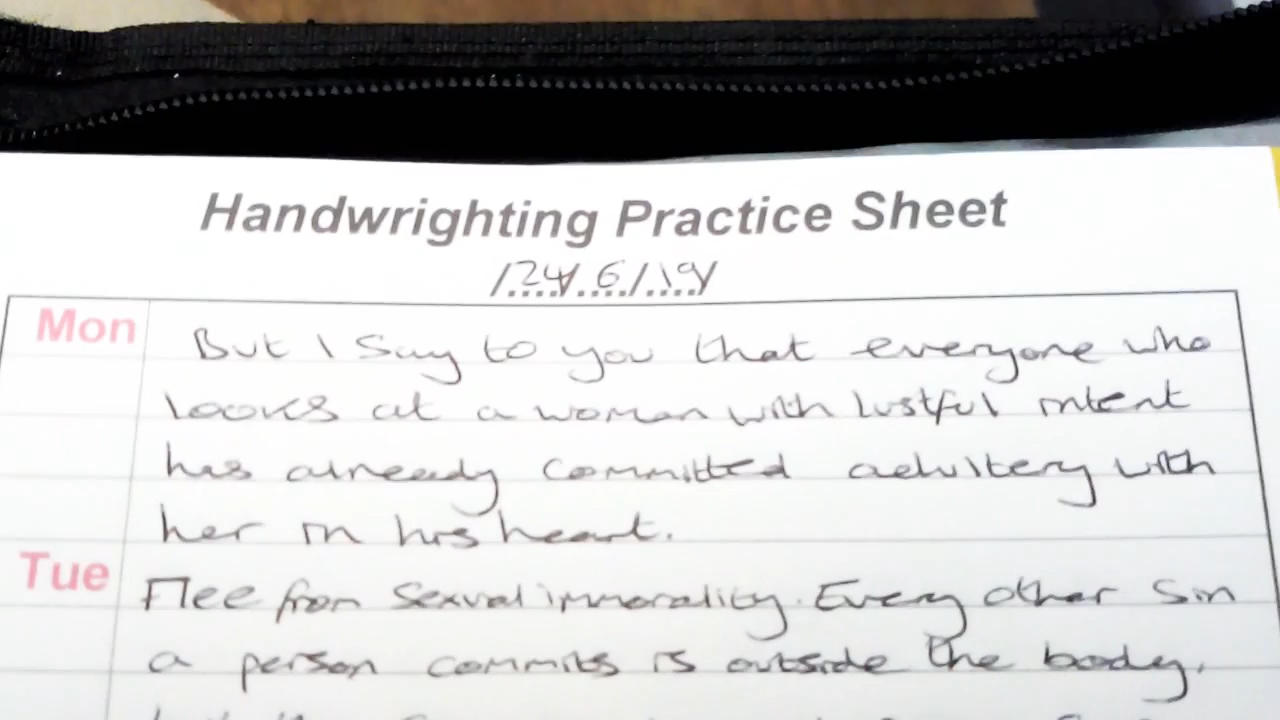 Handwrighting Practice Sheet
/24/.6/.19/
Mon
But I Say to you that everyone who
looks at a woman with lustful intent
has already committed adultery with
her in his heart.
Tue
Flee from Sexual immorality. Every other Sin
a person commits is outside the body,